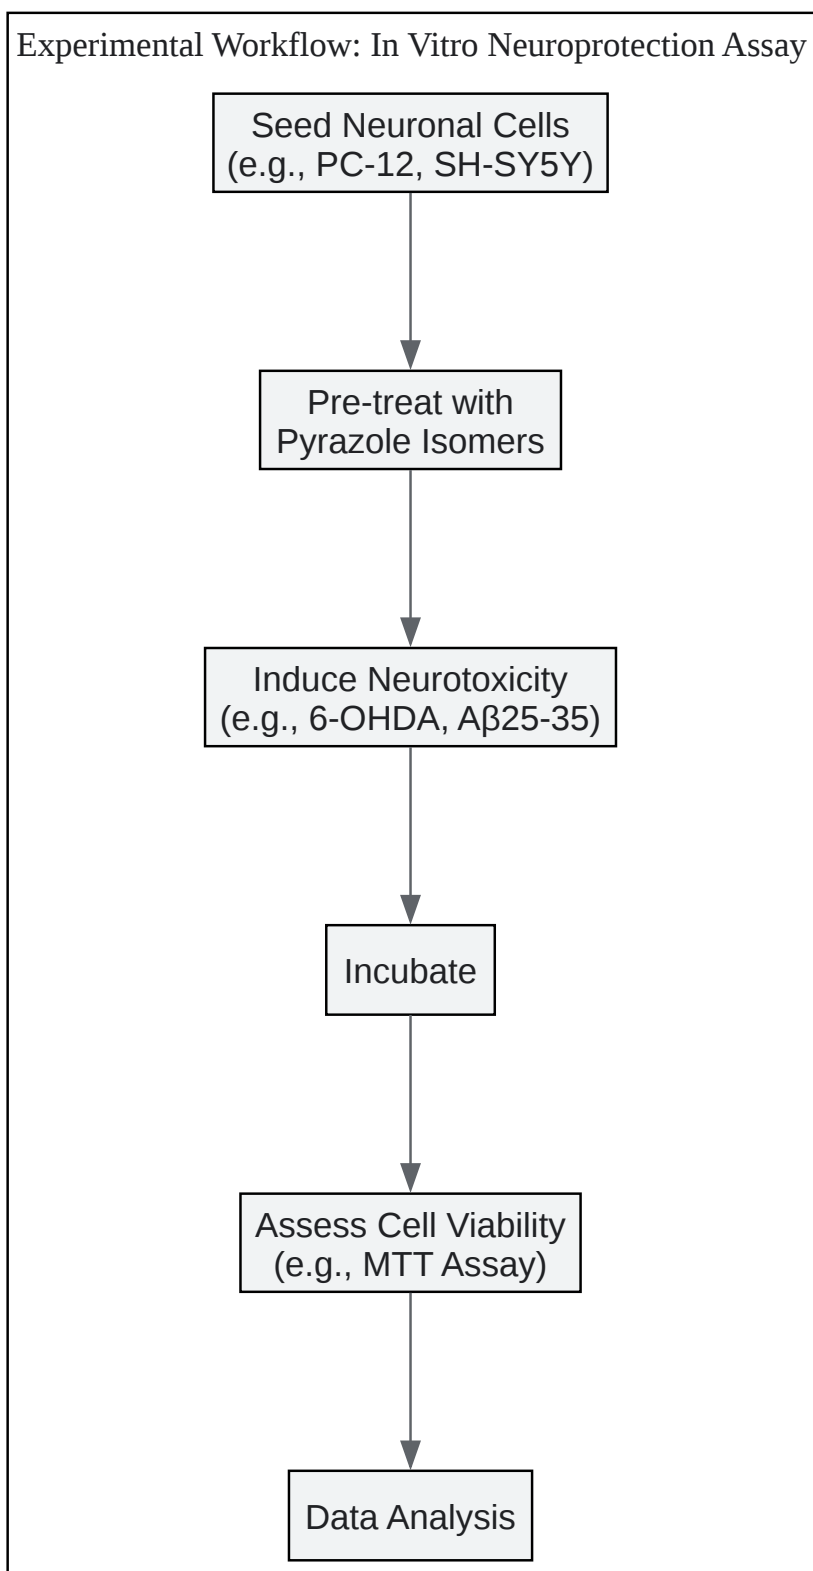 Experimental Workflow: In Vitro Neuroprotection Assay
Seed Neuronal Cells
(e.g., PC-12, SH-SY5Y)
Pre-treat with
Pyrazole Isomers
Induce Neurotoxicity
(e.g., 6-OHDA, Aβ25-35)
Incubate
Assess Cell Viability
(e.g., MTT Assay)
Data Analysis